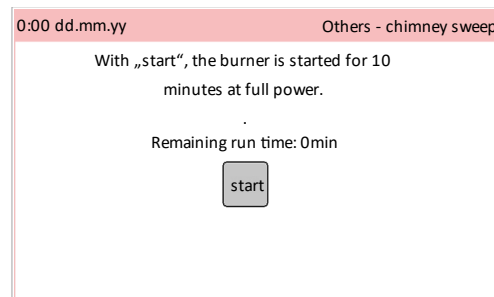 0:00 dd.mm.yy Others - chimney sweep
With „start“, the burner is started for 10
minutes at full power.
.
Remaining run time: 0min
start